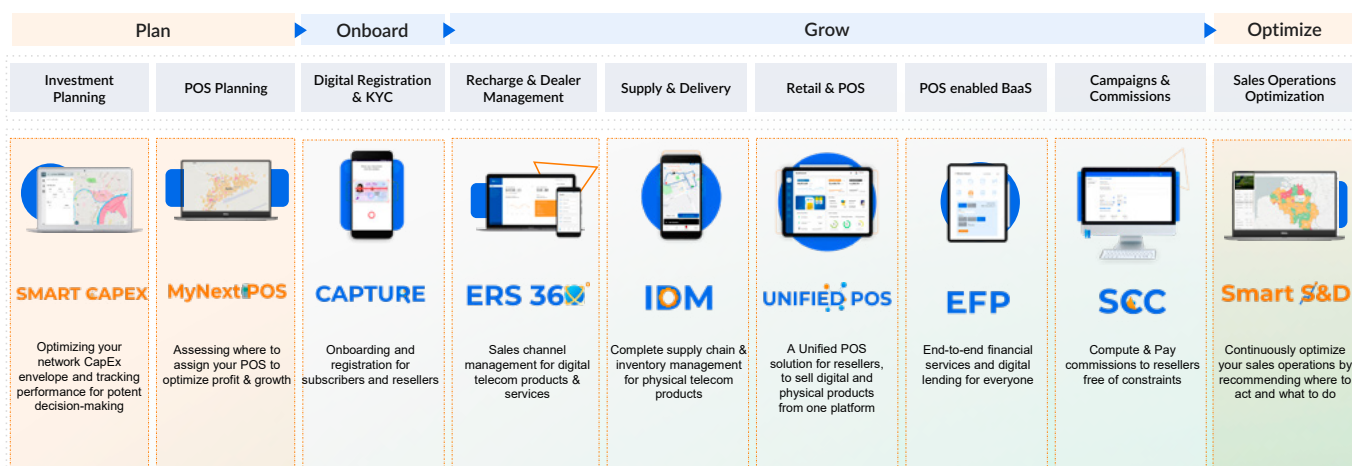 Plan
Onboard
Grow
Optimize
Investment
Planning
POS Planning
Digital Registration
& KYC
Recharge & Dealer
Management
Supply & Delivery
Retail & POS
POS enabled BaaS
Campaigns &
Commissions
Sales Operations
Optimization
SMART CAPEX
MyNext POS
CAPTURE
ERS 360°
IDM
UNIFIED POS
EFP
SCC
Smart S&D
Optimizing your
network CapEx
envelope and tracking
performance for potent
decision-making
Assessing where to
assign your POS to
optimize profit & growth
Onboarding and
registration for
subscribers and resellers
Sales channel
management for digital
telecom products &
services
Complete supply chain &
inventory management
for physical telecom
products
A Unified POS
solution for resellers,
to sell digital and
physical products
from one platform
End-to-end financial
services and digital
lending for everyone
Compute & Pay
commissions to resellers
free of constraints
Continuously optimize
your sales operations by
recommending where to
act and what to do